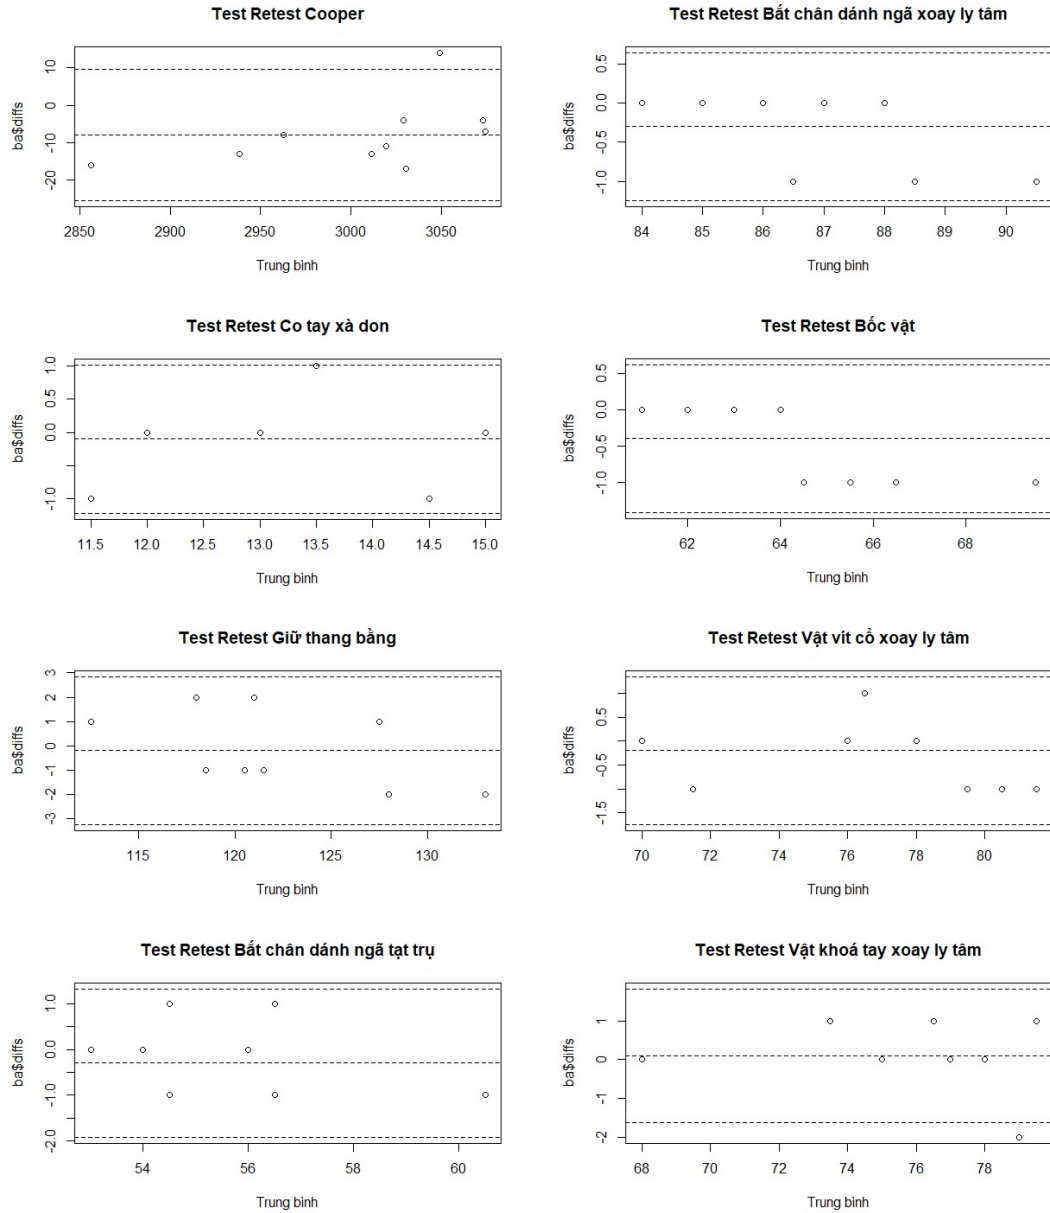 Test Retest Cooper
ba$diffs
10
0
-10
-20
2850 2900 2950 3000 3050
Trung bình
Test Retest Bắt chân dánh ngã xoay ly tâm
ba$diffs
0.5
0.0
-0.5
-1.0
84 85 86 87 88 89 90
Trung bình
Test Retest Co tay xà don
ba$diffs
1.0
0.5
0.0
-1.0
11.5 12.0 12.5 13.0 13.5 14.0 14.5 15.0
Trung bình
Test Retest Bốc vật
ba$diffs
0.5
0.0
-0.5
-1.0
62 64 66 68
Trung bình
Test Retest Giữ thang bằng
ba$diffs
3
2
1
0
-1
-2
-3
115 120 125 130
Trung bình
Test Retest Vật vít cổ xoay ly tâm
ba$diffs
0.5
-0.5
-1.5
70 72 74 76 78 80
Trung bình
Test Retest Bắt chân dánh ngã tạt trụ
ba$diffs
1.0
0.0
-1.0
-2.0
54 56 58 60
Trung bình
Test Retest Vật khoá tay xoay ly tâm
ba$diffs
1
0
-1
-2
68 70 72 74 76 78
Trung bình